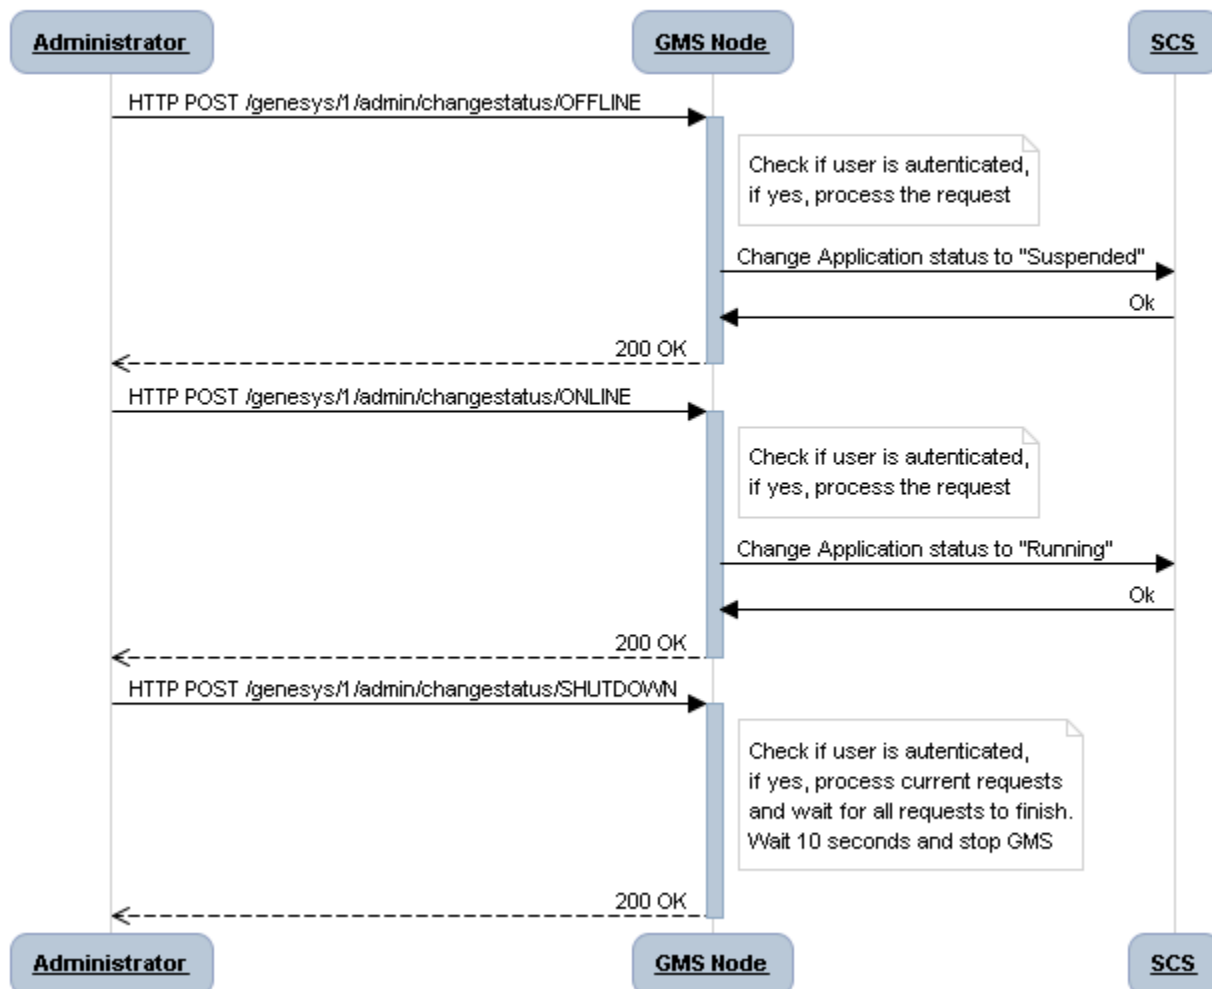 Administrator
GMS Node
SCS
HTTP POST /genesys/1/admin/changestatus/OFFLINE
Check if user is autenticated,
if yes, process the request
Change Application status to "Suspended"
Ok
200 OK
HTTP POST /genesys/1/admin/changestatus/ONLINE
Check if user is autenticated,
if yes, process the request
Change Application status to "Running"
Ok
200 OK
HTTP POST /genesys/1/admin/changestatus/SHUTDOWN
Check if user is autenticated,
if yes, process current requests
and wait for all requests to finish.
Wait 10 seconds and stop GMS
200 OK
Administrator
GMS Node
SCS